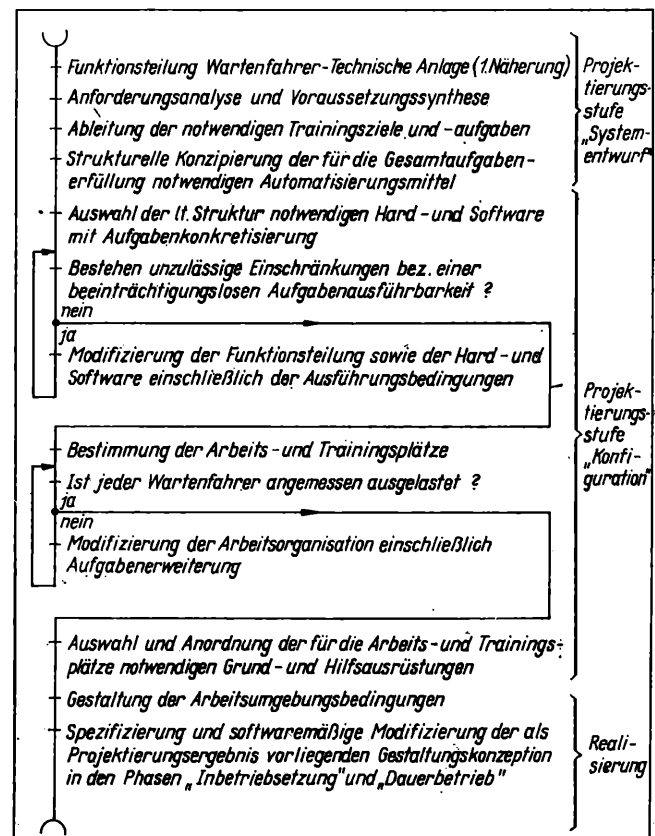 Funktionsteilung Wartenfahrer-Technische Anlage (1. Näherung)
Anforderungsanalyse und Voraussetzungssynthese
Ableitung der notwendigen Trainingsziele und -aufgaben
Strukturelle Konzipierung der für die Gesamtaufgaben-
erfüllung notwendigen Automatisierungsmittel
Projek-
tierungs-
stufe
„System-
entwurf"
Auswahl der lt. Struktur notwendigen Hard- und Software
mit Aufgabenkonkretisierung
Bestehen unzulässige Einschränkungen bez. einer
beeinträchtigungslosen Aufgabenausführbarkeit ?
nein
ja
Modifizierung der Funktionsteilung sowie der Hard- und
Software einschließlich der Ausführungsbedingungen
Bestimmung der Arbeits- und Trainingsplätze
Ist jeder Wartenfahrer angemessen ausgelastet ?
ja
nein
Modifizierung der Arbeitsorganisation einschließlich
Aufgabenerweiterung
Auswahl und Anordnung der für die Arbeits- und Trainings-
plätze notwendigen Grund- und Hilfsausrüstungen
Projek-
tierungs-
stufe
„Konfi-
guration"
Gestaltung der Arbeitsumgebungsbedingungen
Spezifizierung und softwaremäßige Modifizierung der als
Projektierungsergebnis vorliegenden Gestaltungskonzeption
in den Phasen „Inbetriebsetzung" und „Dauerbetrieb"
Reali-
sierung